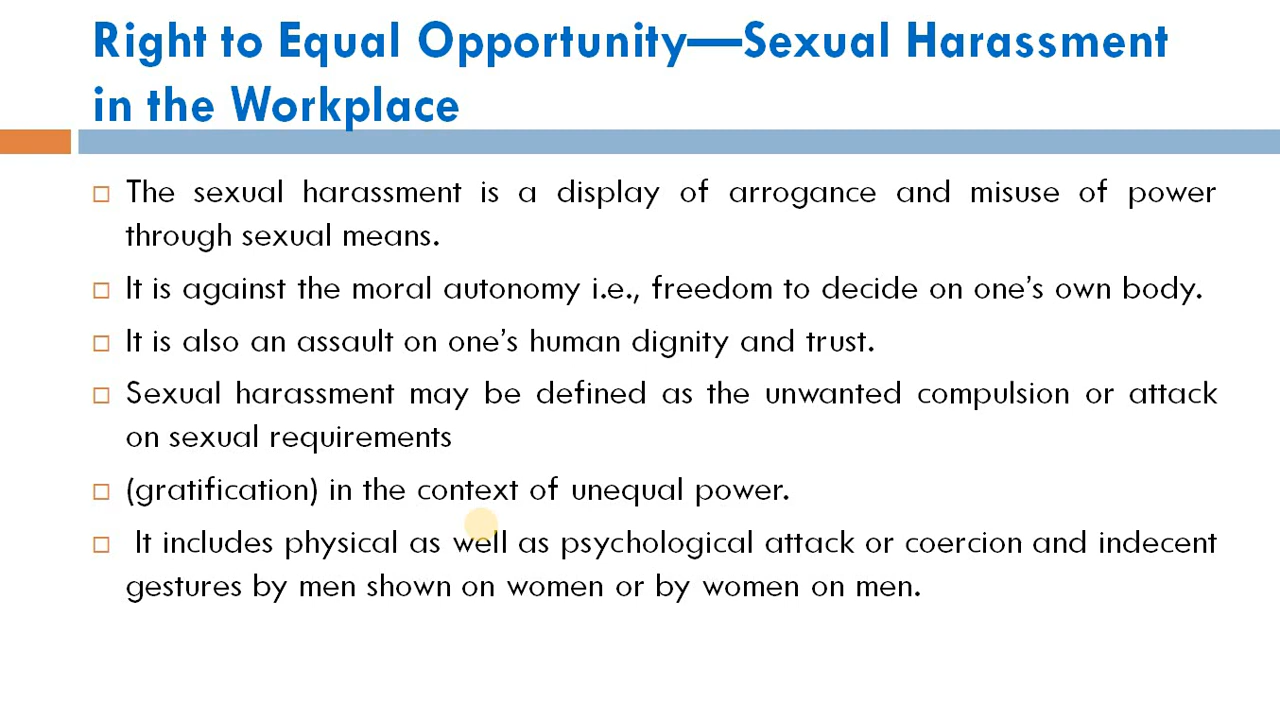 Right to Equal Opportunity—Sexual Harassment
in the Workplace
The sexual harassment is a display of arrogance and misuse of power
through sexual means.
It is against the moral autonomy i.e., freedom to decide on one's own body.
It is also an assault on one's human dignity and trust.
Sexual harassment may be defined as the unwanted compulsion or attack
on sexual requirements
(gratification) in the context of unequal power.
It includes physical as well as psychological attack or coercion and indecent
gestures by men shown on women or by women on men.